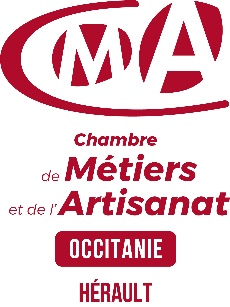 CMA
Chambre
de Métiers
et de l'Artisanat
OCCITANIE
HÉRAULT